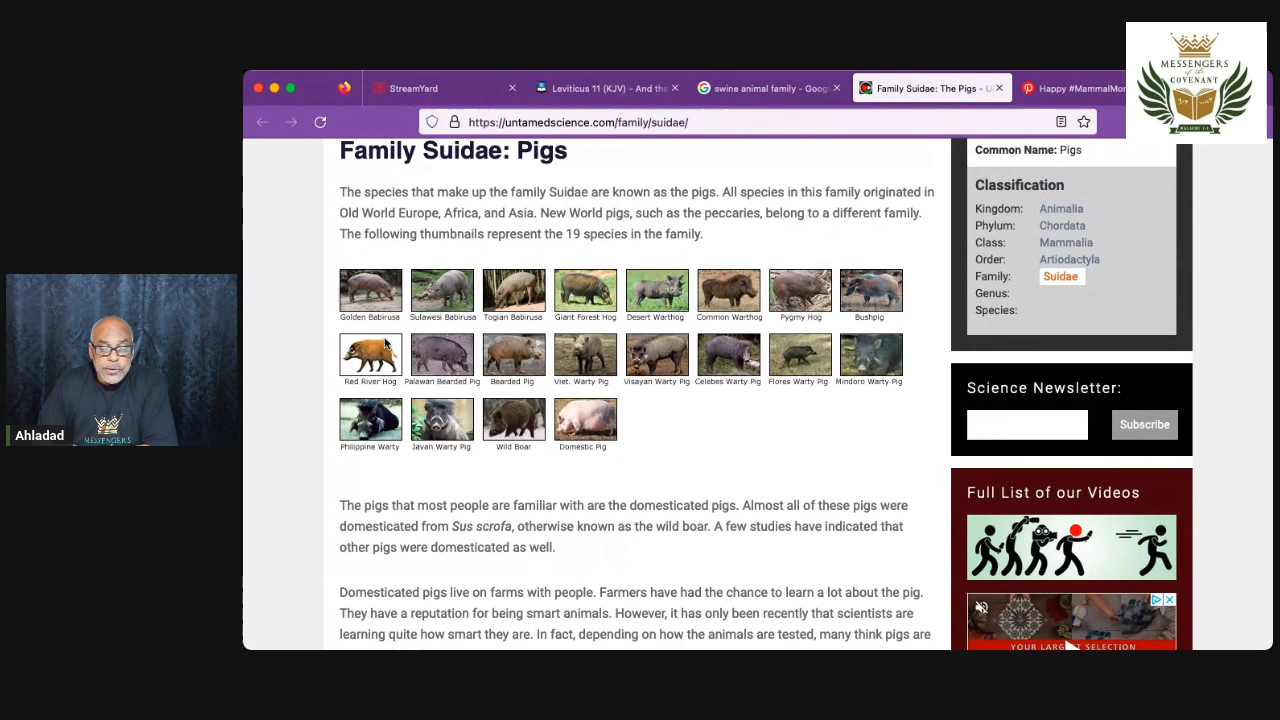 StreamYard
Leviticus 11 (KJV) - And the
swine animal family - Goog
Family Suidae: The Pigs - U
Happy #MammalMon
MESSENGERS
of the
COVENANT
https://untamedscience.com/family/suidae/
Family Suidae: Pigs
The species that make up the family Suidae are known as the pigs. All species in this family originated in
Old World Europe, Africa, and Asia. New World pigs, such as the peccaries, belong to a different family.
The following thumbnails represent the 19 species in the family.
Golden Babirusa
Sulawesi Babirusa
Togian Babirusa
Giant Forest Hog
Desert Warthog
Common Warthog
Pygmy Hog
Bushpig
Red River Hog
Palawan Bearded Pig
Bearded Pig
Viet. Warty Pig
Visayan Warty Pig
Celebes Warty Pig
Flores Warty Pig
Mindoro Warty Pig
Philippine Warty
Javan Warty Pig
Wild Boar
Domestic Pig
The pigs that most people are familiar with are the domesticated pigs. Almost all of these pigs were
domesticated from Sus scrofa, otherwise known as the wild boar. A few studies have indicated that
other pigs were domesticated as well.
Domesticated pigs live on farms with people. Farmers have had the chance to learn a lot about the pig.
They have a reputation for being smart animals. However, it has only been recently that scientists are
learning quite how smart they are. In fact, depending on how the animals are tested, many think pigs are
Common Name: Pigs
Classification
Kingdom: Animalia
Phylum: Chordata
Class: Mammalia
Order: Artiodactyla
Family: Suidae
Genus:
Species:
Science Newsletter:
Subscribe
Full List of our Videos
YOUR LARGEST SELECTION
Ahladad
MESSENGERS